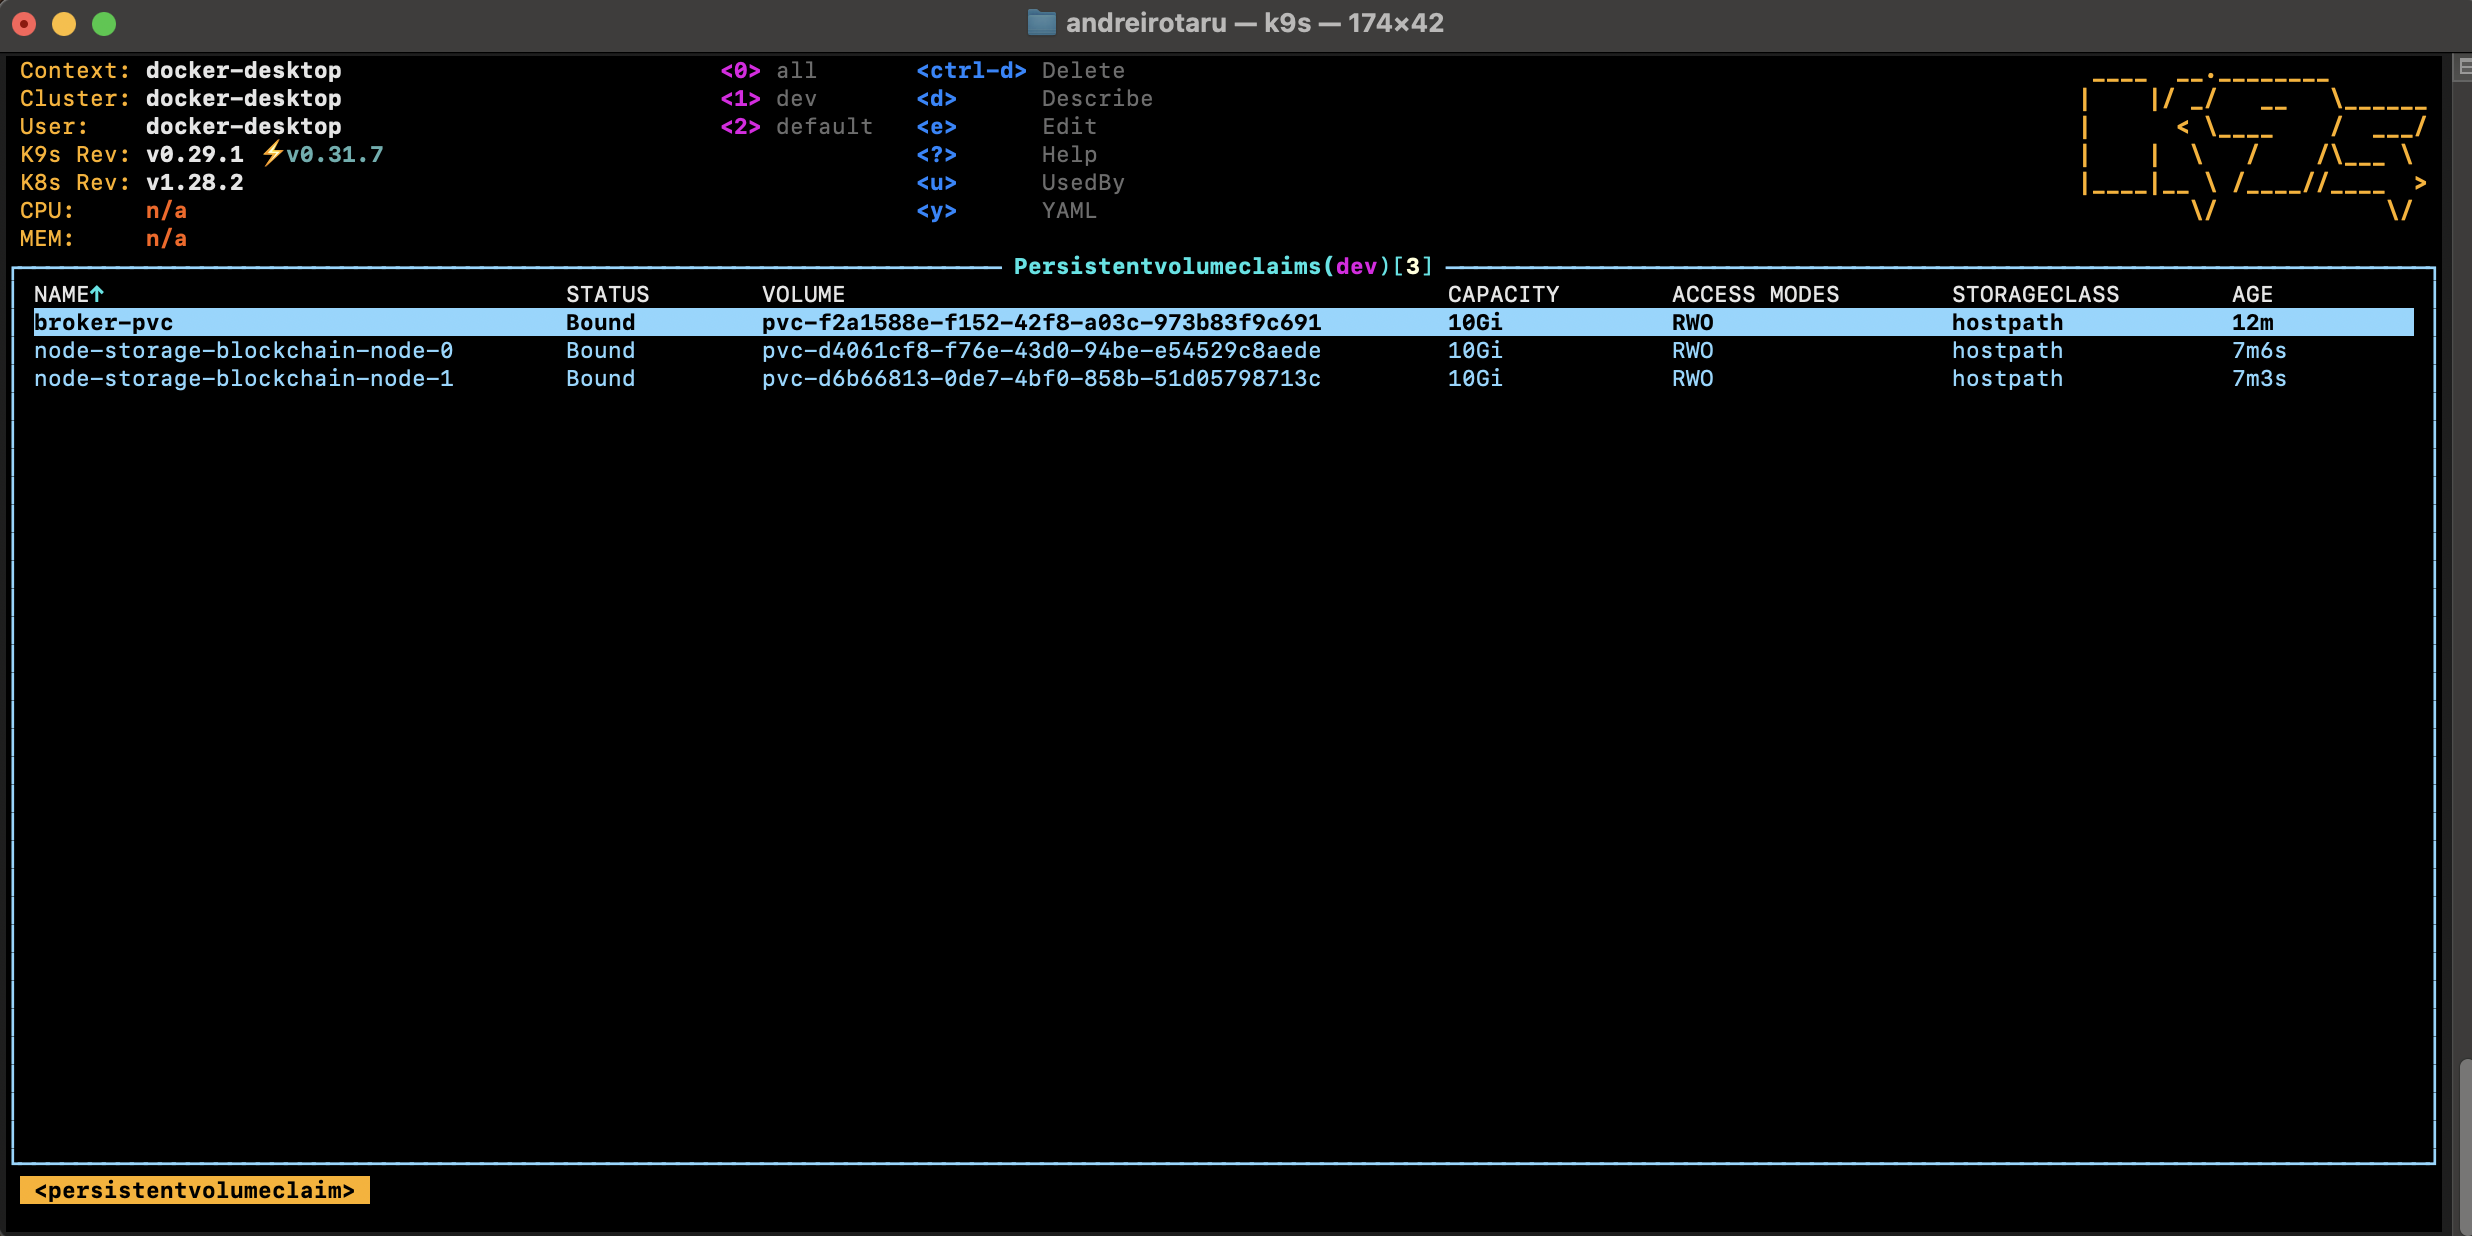 andreirotaru — k9s — 174×42
Context: docker-desktop <0> all <ctrl-d> Delete
Cluster: docker-desktop <1> dev <d> Describe
User: docker-desktop <2> default <e> Edit
K9s Rev: v0.29.1 ⚡v0.31.7 <?> Help
K8s Rev: v1.28.2 <u> UsedBy
CPU: n/a <y> YAML
MEM: n/a
Persistentvolumeclaims(dev)[3]
NAME↑ STATUS VOLUME CAPACITY ACCESS MODES STORAGECLASS AGE
broker-pvc Bound pvc-f2a1588e-f152-42f8-a03c-973b83f9c691 10Gi RWO hostpath 12m
node-storage-blockchain-node-0 Bound pvc-d4061cf8-f76e-43d0-94be-e54529c8aede 10Gi RWO hostpath 7m6s
node-storage-blockchain-node-1 Bound pvc-d6b66813-0de7-4bf0-858b-51d05798713c 10Gi RWO hostpath 7m3s
<persistentvolumeclaim>